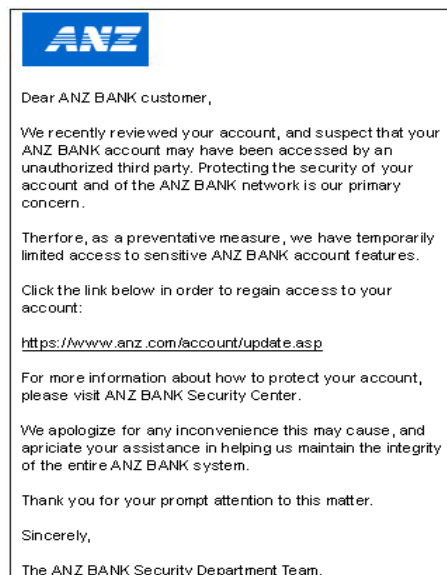 ANZ
Dear ANZ BANK customer,
We recently reviewed your account, and suspect that your
ANZ BANK account may have been accessed by an
unauthorized third party. Protecting the security of your
account and of the ANZ BANK network is our primary
concern.
Therfore, as a preventative measure, we have temporarily
limited access to sensitive ANZ BANK account features.
Click the link below in order to regain access to your
account:
https://www.anz.com/account/update.asp
For more information about how to protect your account,
please visit ANZ BANK Security Center.
We apologize for any inconvenience this may cause, and
apriciate your assistance in helping us maintain the integrity
of the entire ANZ BANK system.
Thank you for your prompt attention to this matter.
Sincerely,
The ANZ BANK Security Department Team.